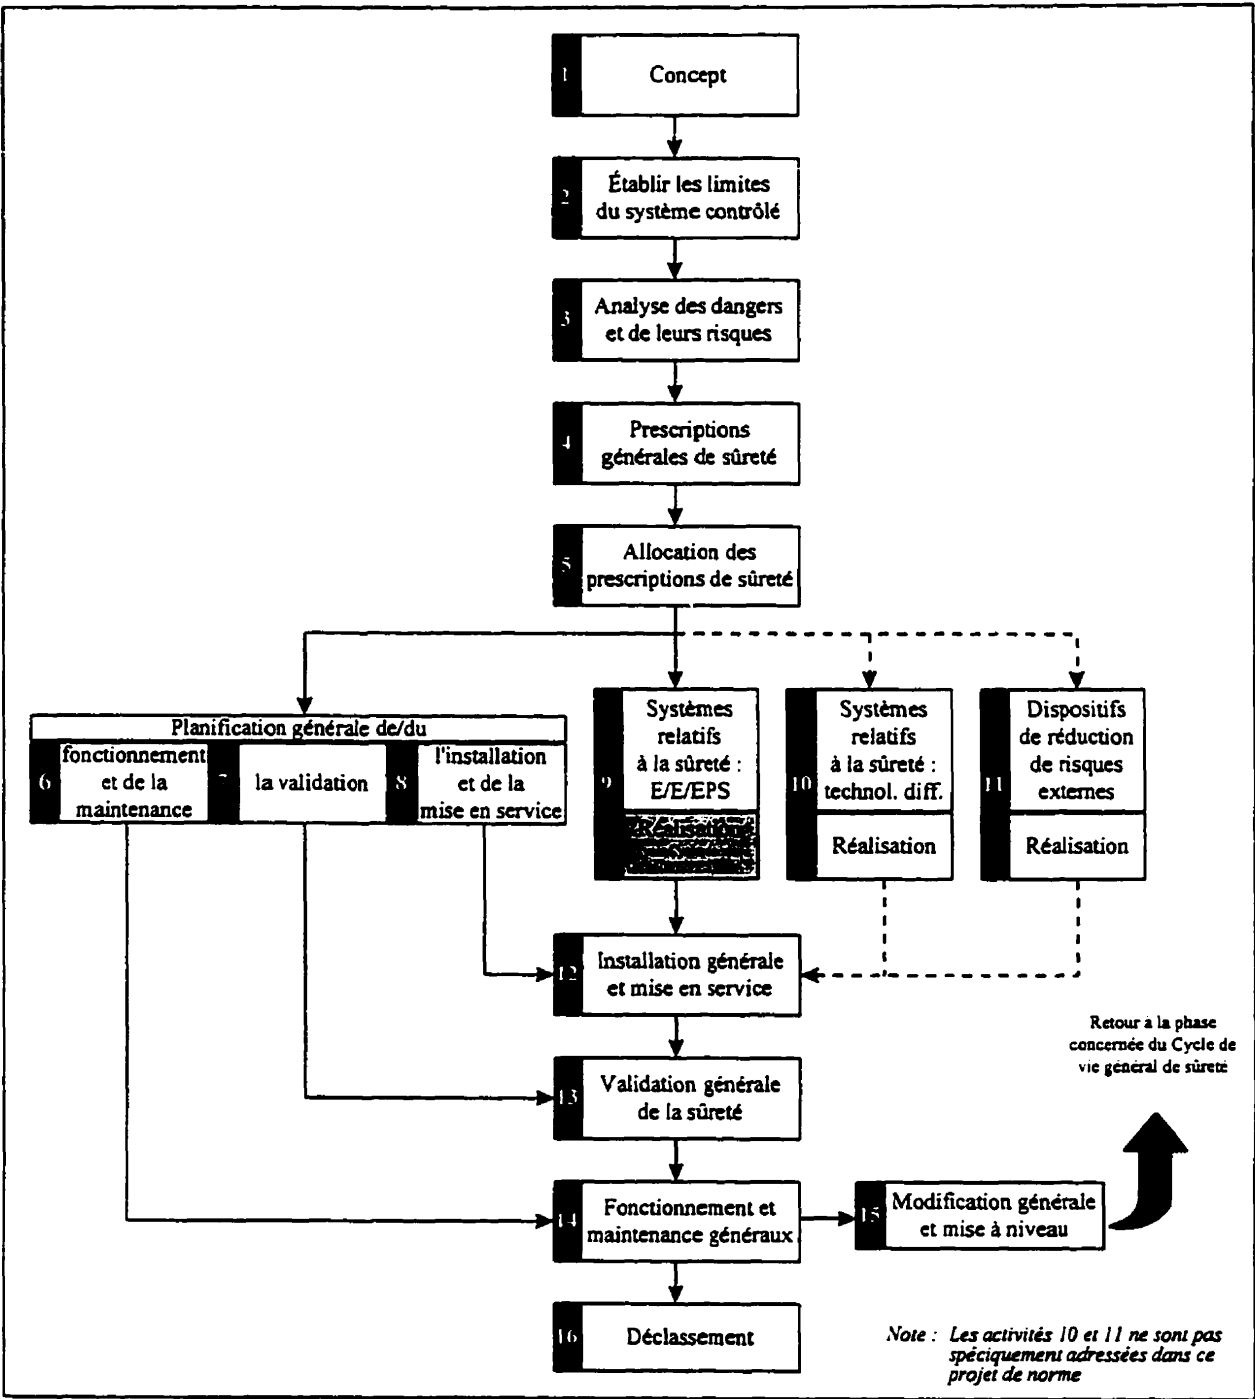 1
Concept
2
Établir les limites
du système contrôlé
3
Analyse des dangers
et de leurs risques
4
Prescriptions
générales de sûreté
5
Allocation des
prescriptions de sûreté
Planification générale de/du
6
fonctionnement
et de la
maintenance
7
la validation
8
l'installation
et de la
mise en service
9
Systèmes
relatifs
à la sûreté :
E/E/EPS
10
Systèmes
relatifs
à la sûreté :
technol. diff.
Réalisation
11
Dispositifs
de réduction
de risques
externes
Réalisation
12
Installation générale
et mise en service
Retour à la phase
concernée du Cycle de
vie général de sûreté
13
Validation générale
de la sûreté
14
Fonctionnement et
maintenance généraux
15
Modification générale
et mise à niveau
16
Déclassement
Note : Les activités 10 et 11 ne sont pas
spéciquement adressées dans ce
projet de norme